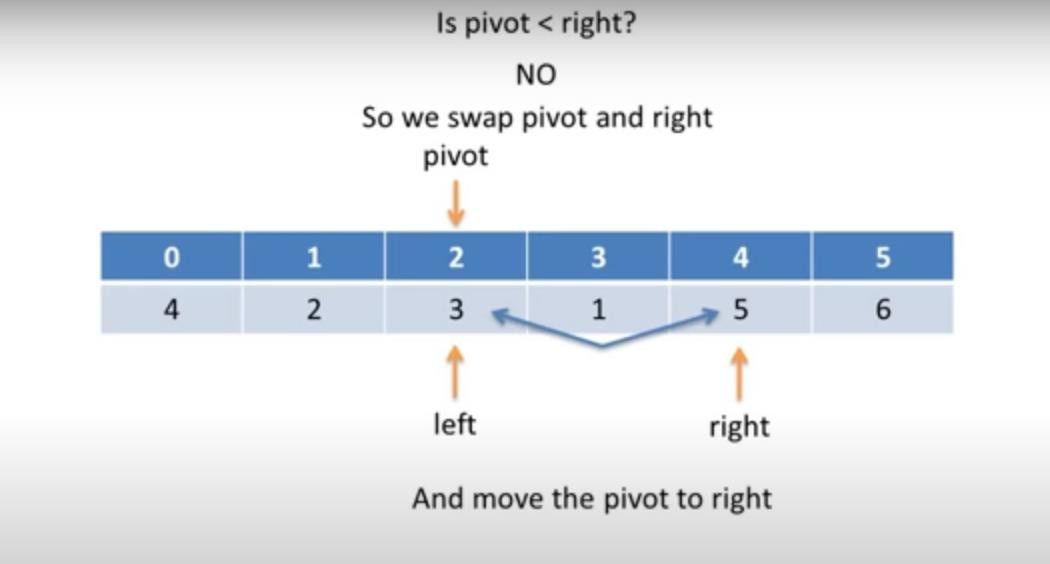 Is pivot < right?
NO
So we swap pivot and right
pivot
0 1 2 3 4 5
4 2 3 1 5 6
left right
And move the pivot to right